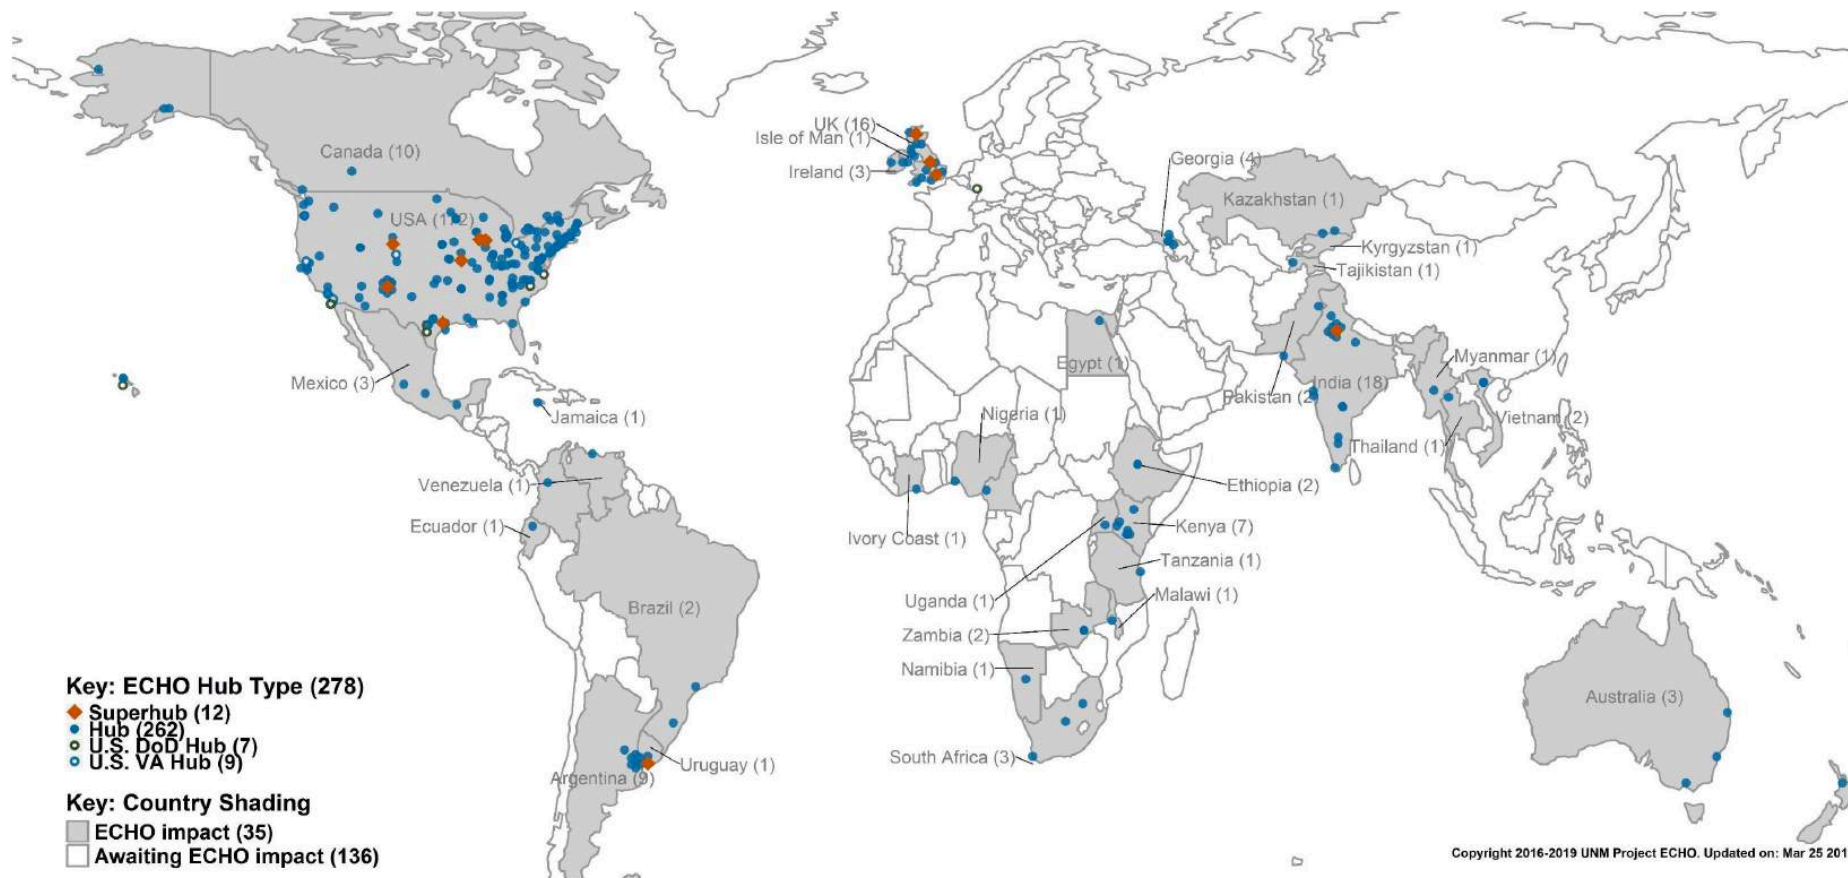 UK (16)
Isle of Man (1)
Ireland (3)
Georgia (4)
Canada (10)
Kazakhstan (1)
USA (172)
Kyrgyzstan (1)
Tajikistan (1)
Mexico (3)
Jamaica (1)
Egypt (1)
Myanmar (1)
India (18)
Pakistan (2)
Nigeria (1)
Vietnam (2)
Thailand (1)
Venezuela (1)
Ethiopia (2)
Ecuador (1)
Ivory Coast (1)
Kenya (7)
Tanzania (1)
Uganda (1)
Malawi (1)
Brazil (2)
Zambia (2)
Namibia (1)
Australia (3)
South Africa (3)
Uruguay (1)
Argentina (9)
Key: ECHO Hub Type (278)
Superhub (12)
Hub (262)
U.S. DoD Hub (7)
U.S. VA Hub (9)
Key: Country Shading
ECHO impact (35)
Awaiting ECHO impact (136)
Copyright 2016-2019 UNM Project ECHO. Updated on: Mar 25 201